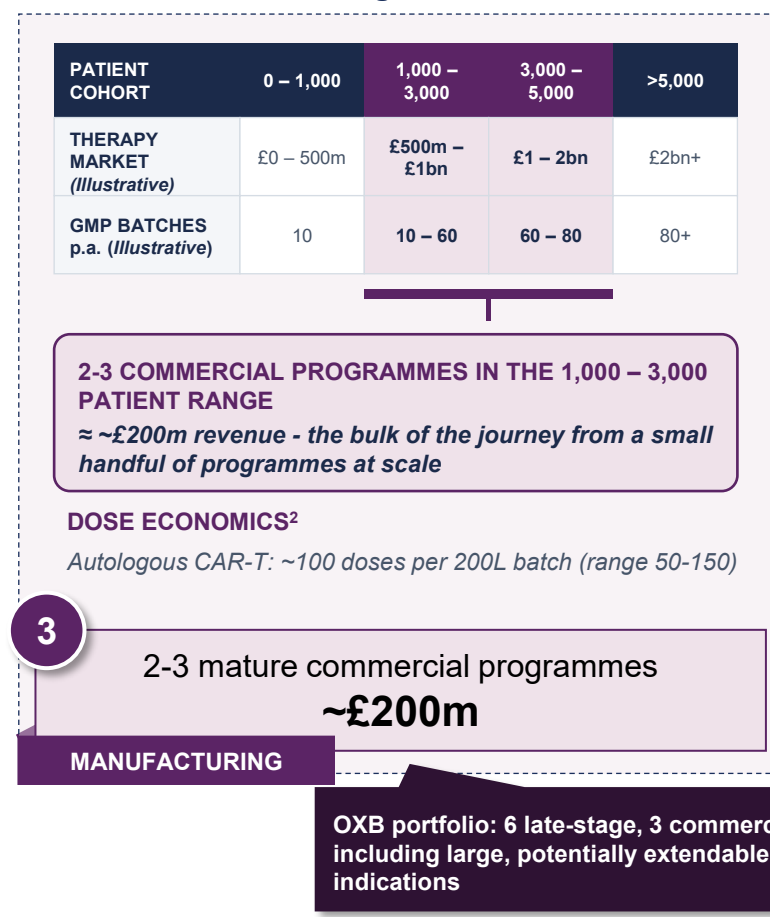 PATIENT COHORT 0 – 1,000 1,000 – 3,000 3,000 – 5,000 >5,000
THERAPY MARKET (Illustrative) £0 – 500m £500m – £1bn £1 – 2bn £2bn+
GMP BATCHES p.a. (Illustrative) 10 10 – 60 60 – 80 80+
2-3 COMMERCIAL PROGRAMMES IN THE 1,000 – 3,000
PATIENT RANGE
≈ ~£200m revenue - the bulk of the journey from a small
handful of programmes at scale
DOSE ECONOMICS²
Autologous CAR-T: ~100 doses per 200L batch (range 50-150)
3
2-3 mature commercial programmes
~£200m
MANUFACTURING
OXB portfolio: 6 late-stage, 3
including large, potentially extendable
indications